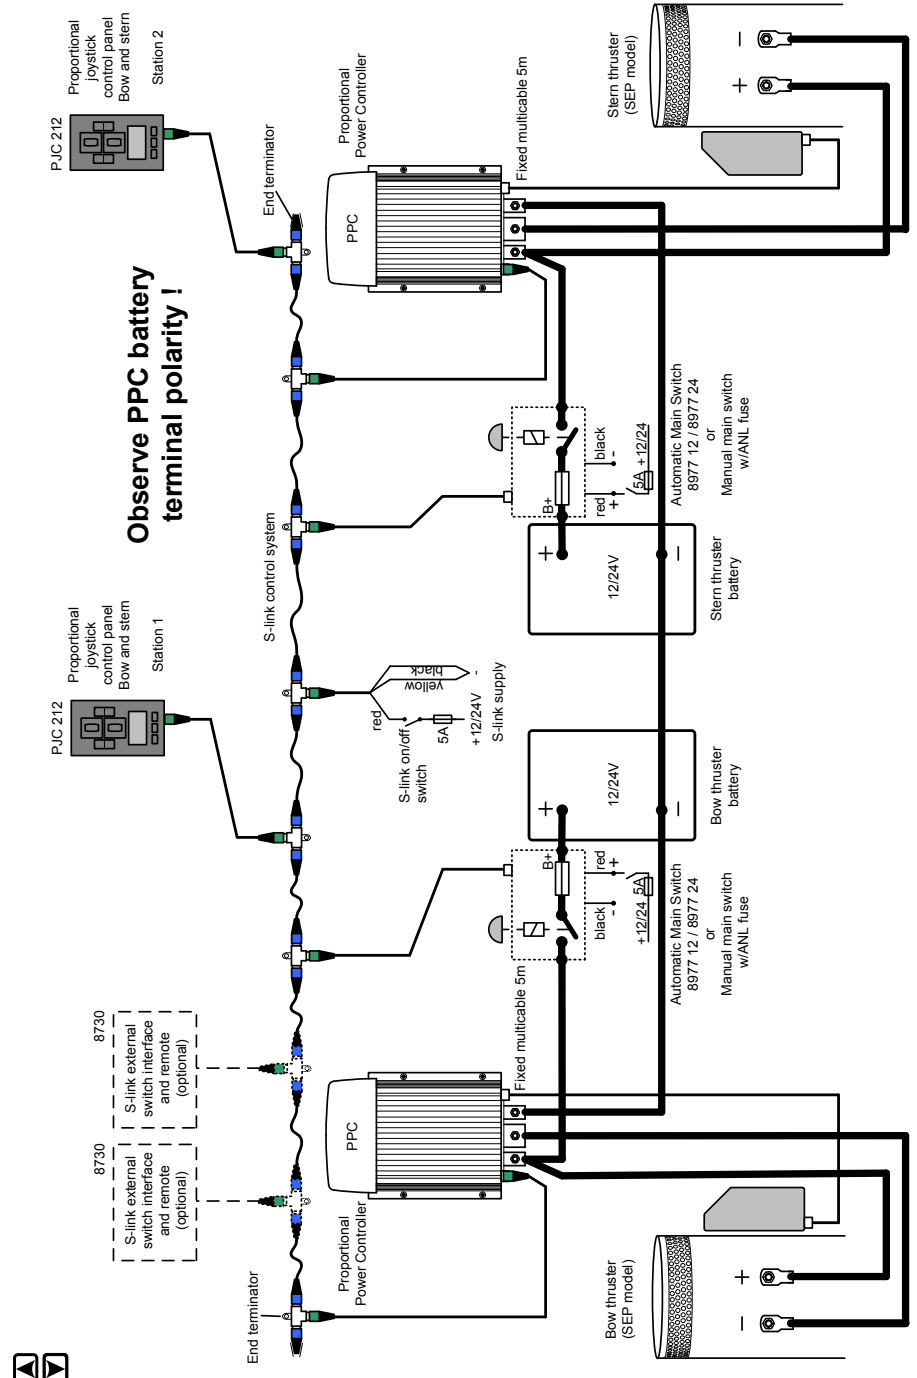 Observe PPC battery
terminal polarity !
PJC 212
Proportional
joystick
control panel
Bow and stern
Station 1
PJC 212
Proportional
joystick
control panel
Bow and stern
Station 2
8730
S-link external
switch interface
and remote
(optional)
8730
S-link external
switch interface
and remote
(optional)
End terminator
S-link control system
End terminator
Proportional
Power Controller
PPC
Fixed multicable 5m
red
yellow
black
S-link on/off
switch
5A
+12/24V
-
S-link supply
Proportional
Power Controller
PPC
Fixed multicable 5m
B+
black
-
red
+
+12/24
5A
Automatic Main Switch
8977 12 / 8977 24
or
Manual main switch
w/ANL fuse
+
12/24V
-
Bow thruster
battery
+
12/24V
-
Stern thruster
battery
B+
red
+
black
-
5A
+12/24
Automatic Main Switch
8977 12 / 8977 24
or
Manual main switch
w/ANL fuse
Bow thruster
(SEP model)
-
+
Stern thruster
(SEP model)
+
-